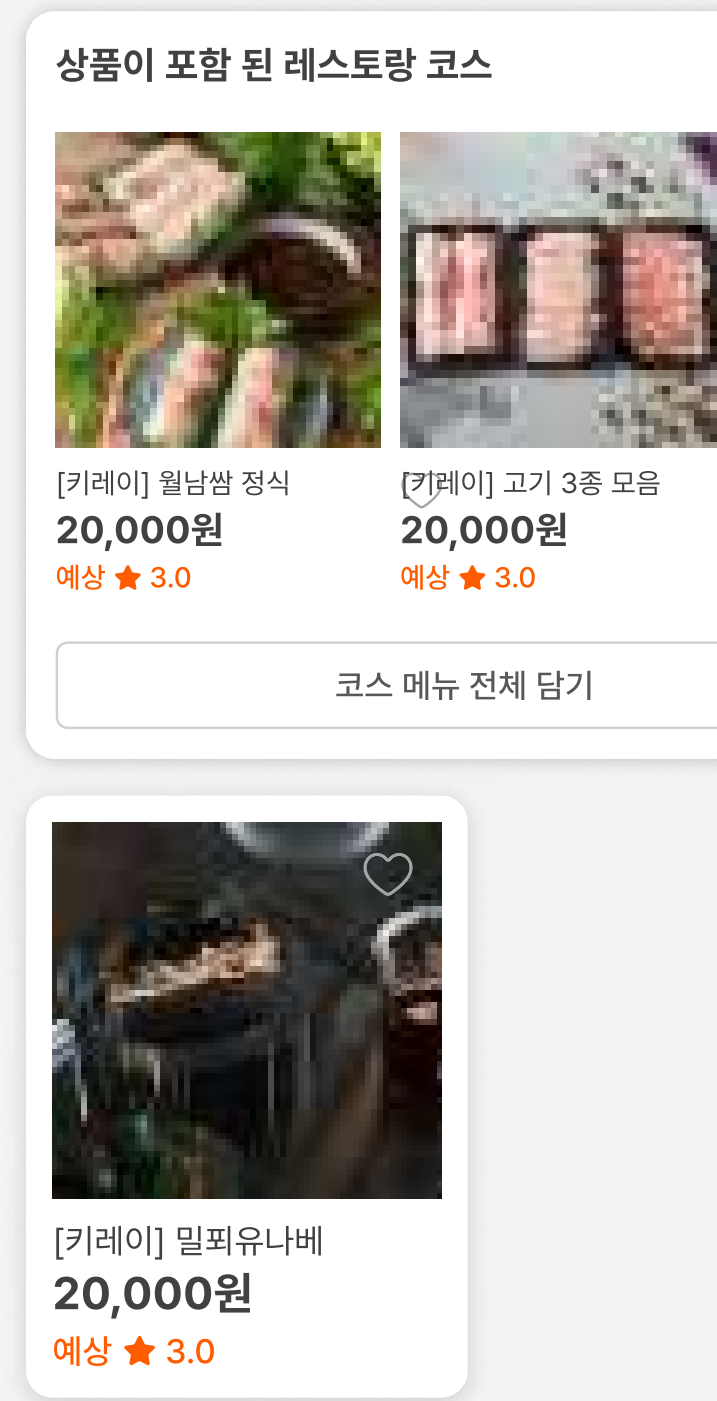 상품이 포함 된 레스토랑 코스
[키레이] 월남쌈 정식
20,000원
예상 ★ 3.0
[키레이] 고기 3종 모음
20,000원
예상 ★ 3.0
코스 메뉴 전체 담기
[키레이] 밀푀유나베
20,000원
예상 ★ 3.0